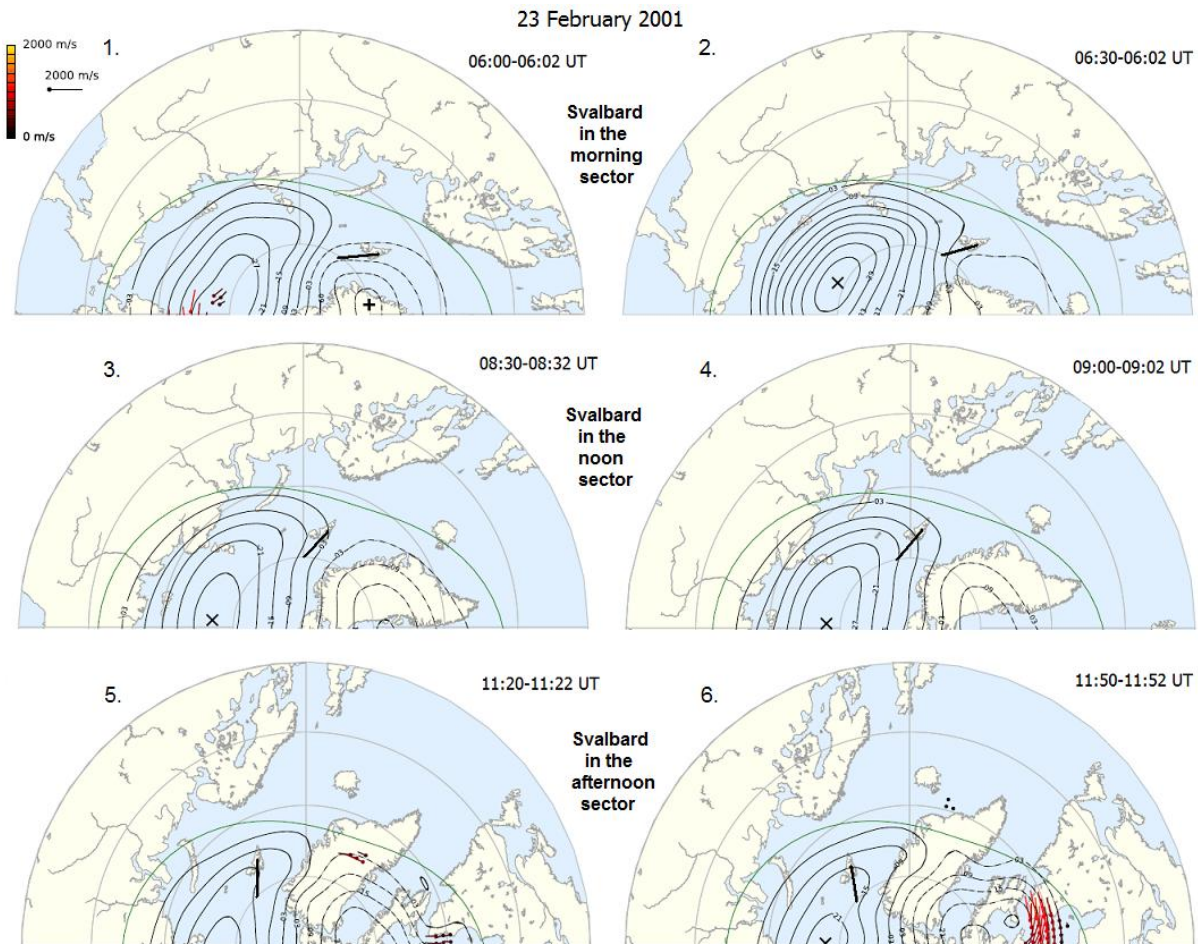 23 February 2001
2000 m/s
2000 m/s
0 m/s
1.
06:00-06:02 UT
Svalbard
in the
morning
sector
2.
06:30-06:02 UT
3.
08:30-08:32 UT
Svalbard
in the
noon
sector
4.
09:00-09:02 UT
5.
11:20-11:22 UT
Svalbard
in the
afternoon
sector
6.
11:50-11:52 UT